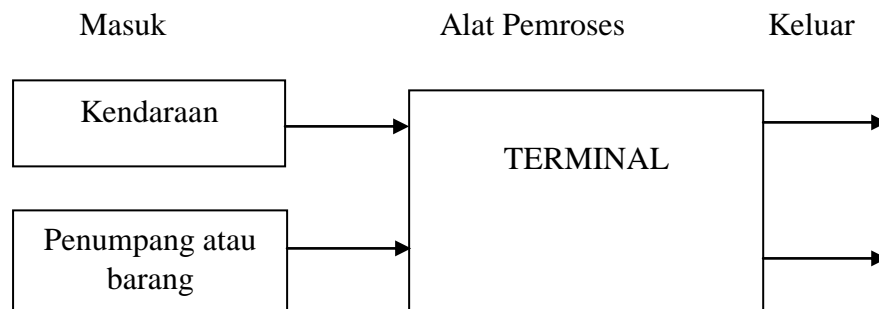 Masuk Alat Pemroses Keluar
Kendaraan
TERMINAL
Penumpang atau
barang